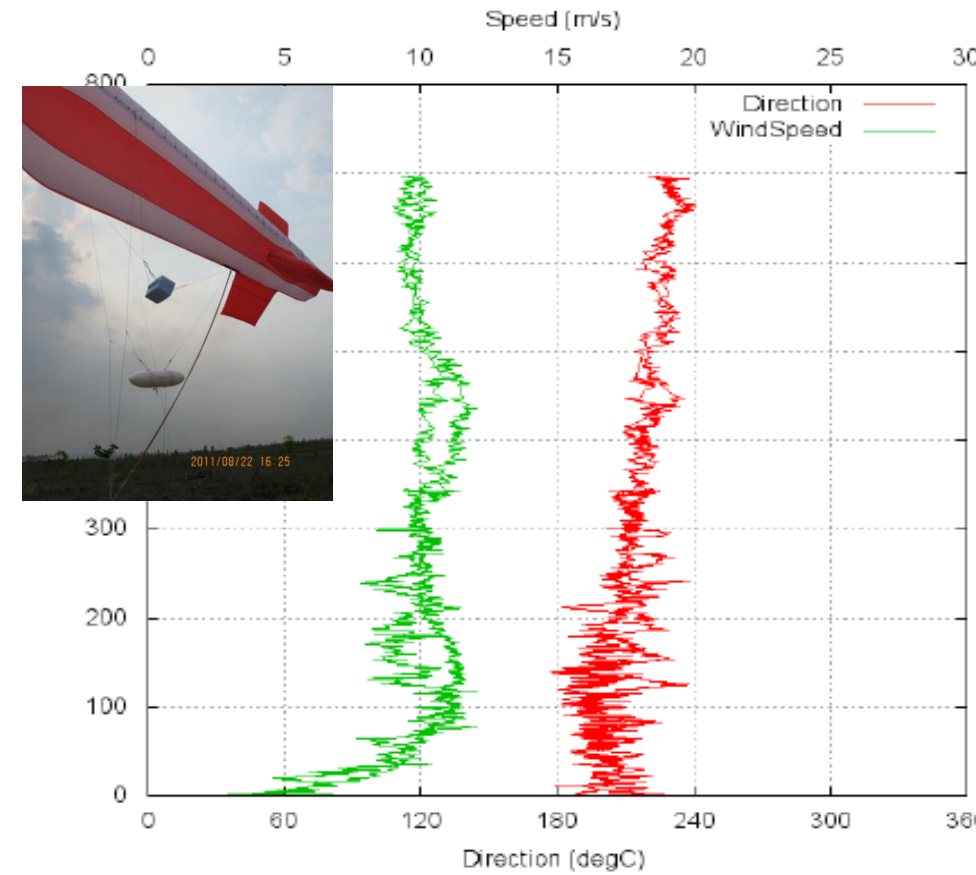 Speed (m/s)
0 5 10 15 20 25 30
800
Direction
WindSpeed
2011/08/22 16:25
300
200
100
0
0 60 120 180 240 300 360
Direction (degC)